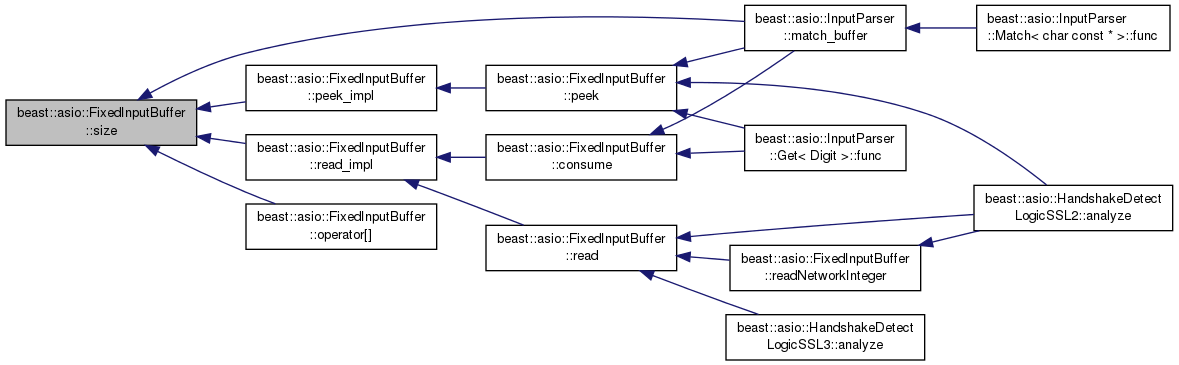 beast::asio::FixedInputBuffer
::size
beast::asio::FixedInputBuffer
::peek_impl
beast::asio::FixedInputBuffer
::read_impl
beast::asio::FixedInputBuffer
::operator[]
beast::asio::FixedInputBuffer
::peek
beast::asio::FixedInputBuffer
::consume
beast::asio::FixedInputBuffer
::read
beast::asio::InputParser
::match_buffer
beast::asio::InputParser
::Get< Digit >::func
beast::asio::FixedInputBuffer
::readNetworkInteger
beast::asio::HandshakeDetect
LogicSSL3::analyze
beast::asio::InputParser
::Match< char const * >::func
beast::asio::HandshakeDetect
LogicSSL2::analyze